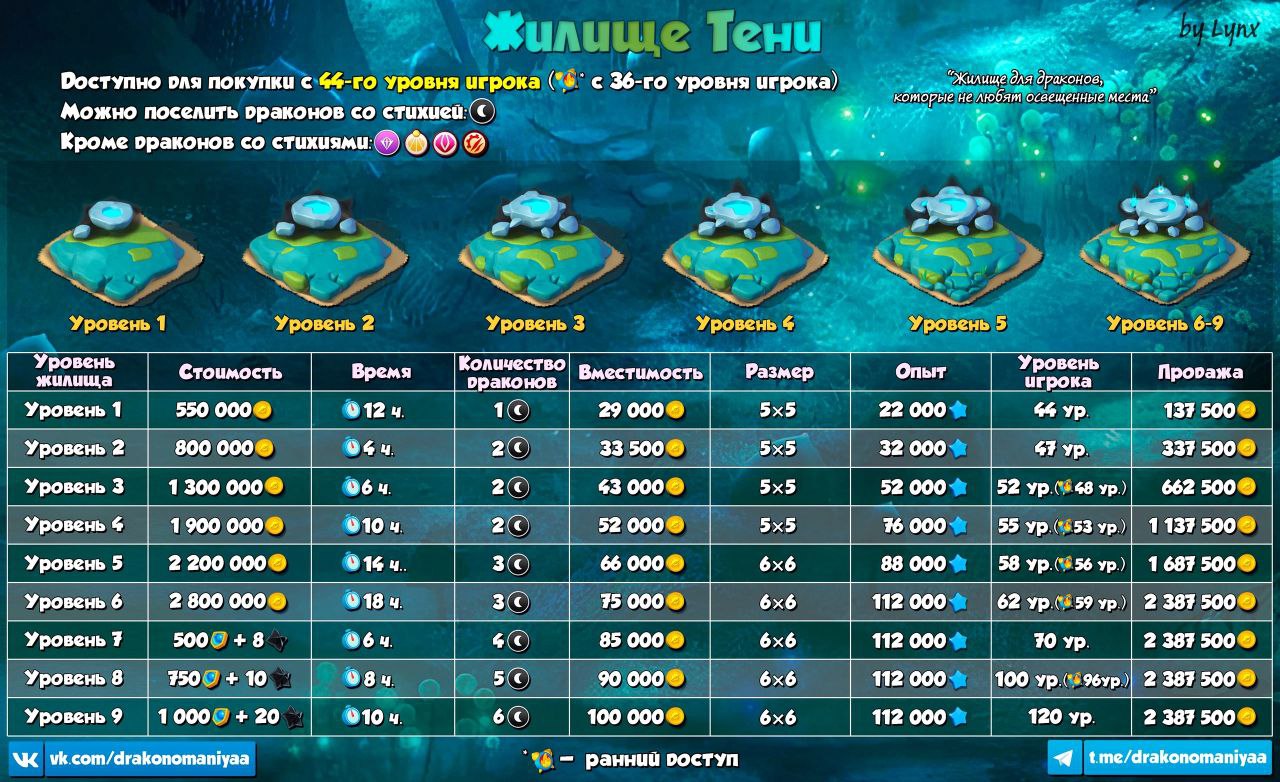 Жилище Тени
by Lynx
Доступно для покупки с 44-го уровня игрока (* с 36-го уровня игрока)
Можно поселить драконов со стихией:
Кроме драконов со стихиями:
"Жилище для драконов,
которые не любят освещенные места"
Уровень 1 Уровень 2 Уровень 3 Уровень 4 Уровень 5 Уровень 6-9
Уровень жилища Стоимость Время Количество драконов Вместимость Размер Опыт Уровень игрока Продажа
Уровень 1 550 000 12 ч. 1 29 000 5×5 22 000 44 ур. 137 500
Уровень 2 800 000 4 ч. 2 33 500 5×5 32 000 47 ур. 337 500
Уровень 3 1 300 000 6 ч. 2 43 000 5×5 52 000 52 ур.(48 ур.) 662 500
Уровень 4 1 900 000 10 ч. 2 52 000 5×5 76 000 55 ур.(53 ур.) 1 137 500
Уровень 5 2 200 000 14 ч.. 3 66 000 6×6 88 000 58 ур.(56 ур.) 1 687 500
Уровень 6 2 800 000 18 ч. 3 75 000 6×6 112 000 62 ур.(59 ур.) 2 387 500
Уровень 7 500 + 8 6 ч. 4 85 000 6×6 112 000 70 ур. 2 387 500
Уровень 8 750 + 10 8 ч. 5 90 000 6×6 112 000 100 ур.(96ур.) 2 387 500
Уровень 9 1 000 + 20 10 ч. 6 100 000 6×6 112 000 120 ур. 2 387 500
vk.com/drakonomaniyaa
* – ранний доступ
t.me/drakonomaniyaa